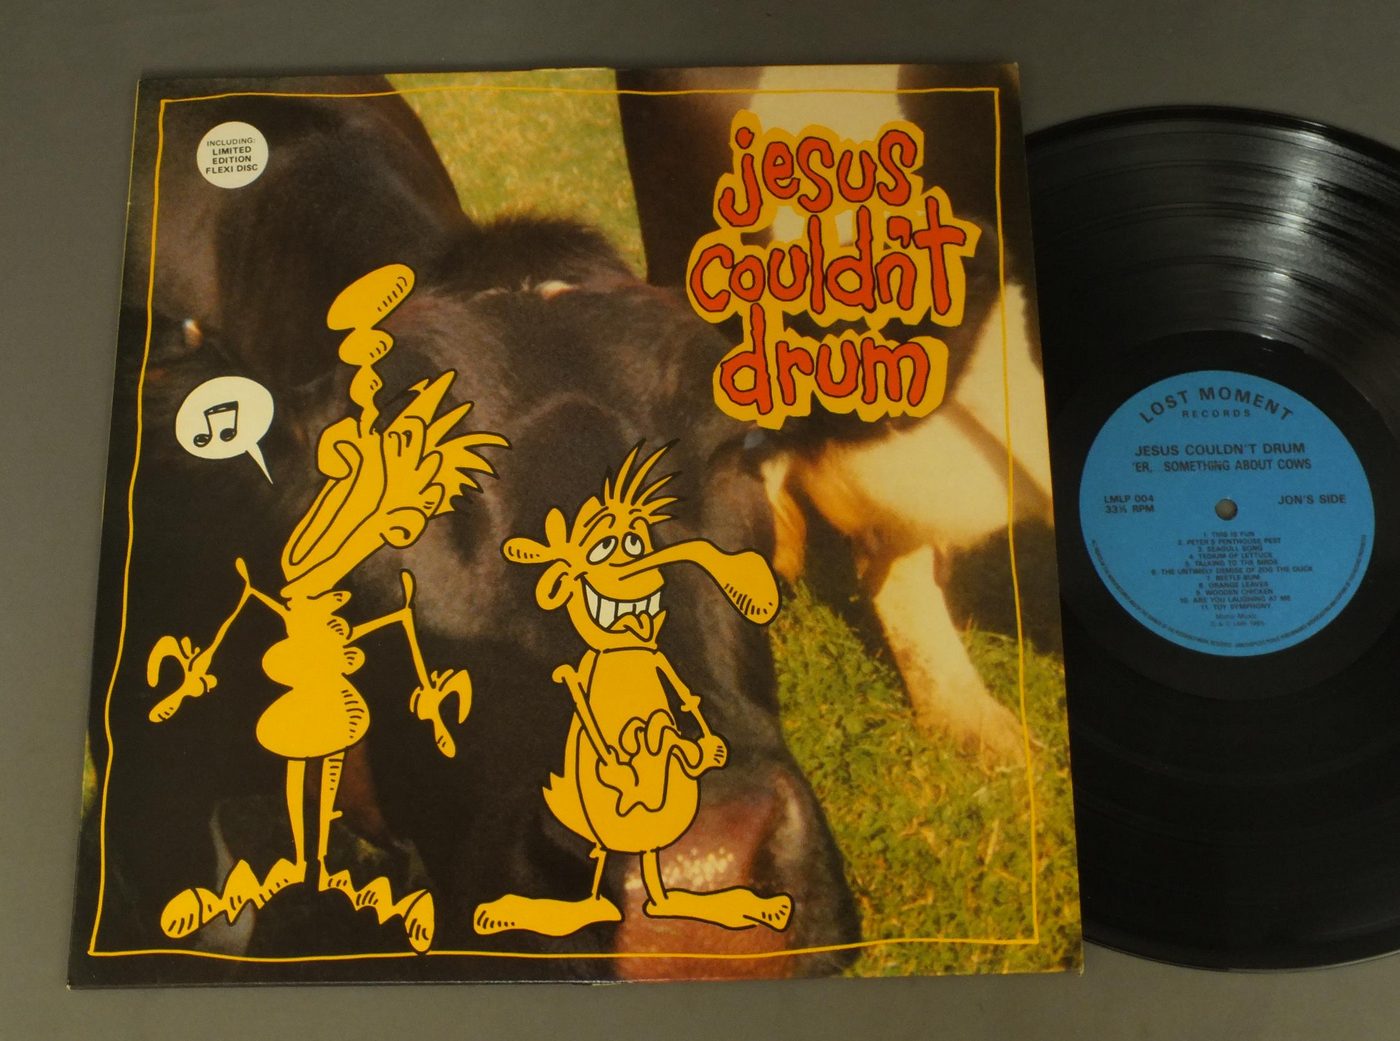 INCLUDING:
LIMITED
EDITION
FLEXI DISC
jesus
couldn't
drum
LOST MOMENT
RECORDS
JESUS COULDN'T DRUM
'ER, SOMETHING ABOUT COWS
LMLP 004
33⅓ RPM
JON'S SIDE
1. THIS IS FUN
2. PETER'S PENTHOUSE PEST
3. SEAGULL SONG
4. TEDIUM OF LETTUCE
5. TALKING TO THE BIRDS
6. THE UNTIMELY DEMISE OF ZOG THE DUCK
7. BEETLE-BUM
8. ORANGE LEAVES
9. WOODEN CHICKEN
10. ARE YOU LAUGHING AT ME
11. TOY SYMPHONY